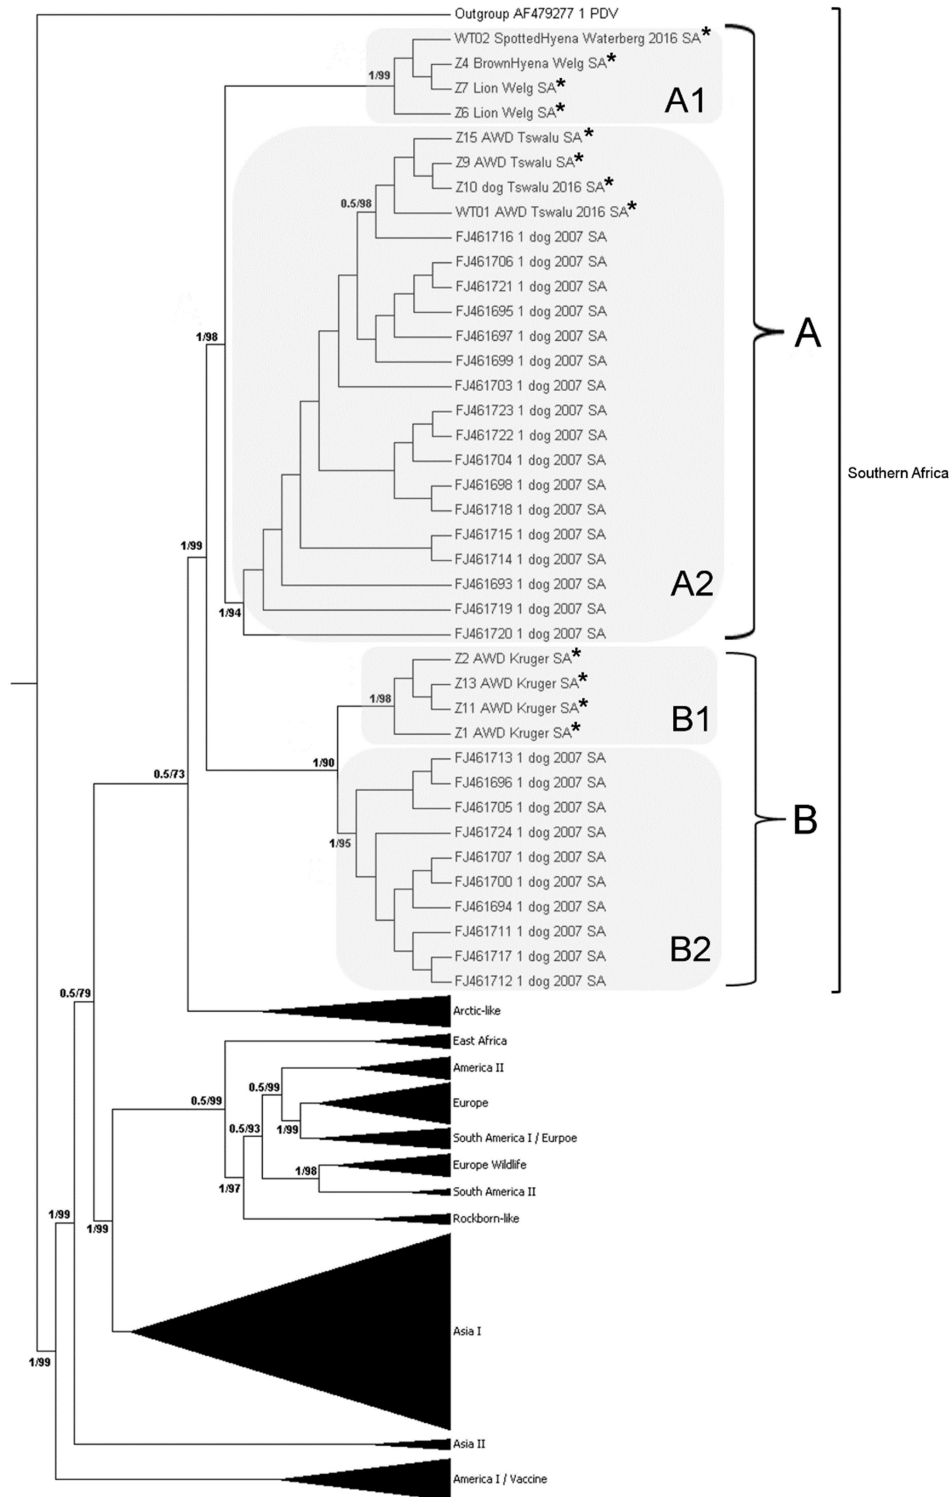 Outgroup AF479277 1 PDV
WT02 SpottedHyena Waterberg 2016 SA*
Z4 BrownHyena Welg SA*
1/99
Z7 Lion Welg SA*
A1
Z6 Lion Welg SA*
Z15 AWD Tswalu SA*
Z9 AWD Tswalu SA*
Z10 dog Tswalu 2016 SA*
0.5/98
WT01 AWD Tswalu 2016 SA*
FJ461716 1 dog 2007 SA
FJ461706 1 dog 2007 SA
FJ461721 1 dog 2007 SA
FJ461695 1 dog 2007 SA
1/98
FJ461697 1 dog 2007 SA
A
FJ461699 1 dog 2007 SA
FJ461703 1 dog 2007 SA
FJ461723 1 dog 2007 SA
FJ461722 1 dog 2007 SA
FJ461704 1 dog 2007 SA
Southern Africa
FJ461698 1 dog 2007 SA
FJ461718 1 dog 2007 SA
FJ461715 1 dog 2007 SA
1/99
FJ461714 1 dog 2007 SA
FJ461693 1 dog 2007 SA
A2
FJ461719 1 dog 2007 SA
1/94
FJ461720 1 dog 2007 SA
Z2 AWD Kruger SA*
Z13 AWD Kruger SA*
1/98
Z11 AWD Kruger SA*
B1
Z1 AWD Kruger SA*
FJ461713 1 dog 2007 SA
1/90
0.5/73
FJ461696 1 dog 2007 SA
FJ461705 1 dog 2007 SA
B
FJ461724 1 dog 2007 SA
1/95
FJ461707 1 dog 2007 SA
FJ461700 1 dog 2007 SA
FJ461694 1 dog 2007 SA
FJ461711 1 dog 2007 SA
B2
FJ461717 1 dog 2007 SA
FJ461712 1 dog 2007 SA
0.5/79
Arctic-like
East Africa
America II
0.5/99
0.5/99
Europe
0.5/93
1/99
South America I / Eurpoe
Europe Wildlife
1/98
1/97
South America II
1/99
Rockborn-like
1/99
Asia I
1/99
Asia II
America I / Vaccine